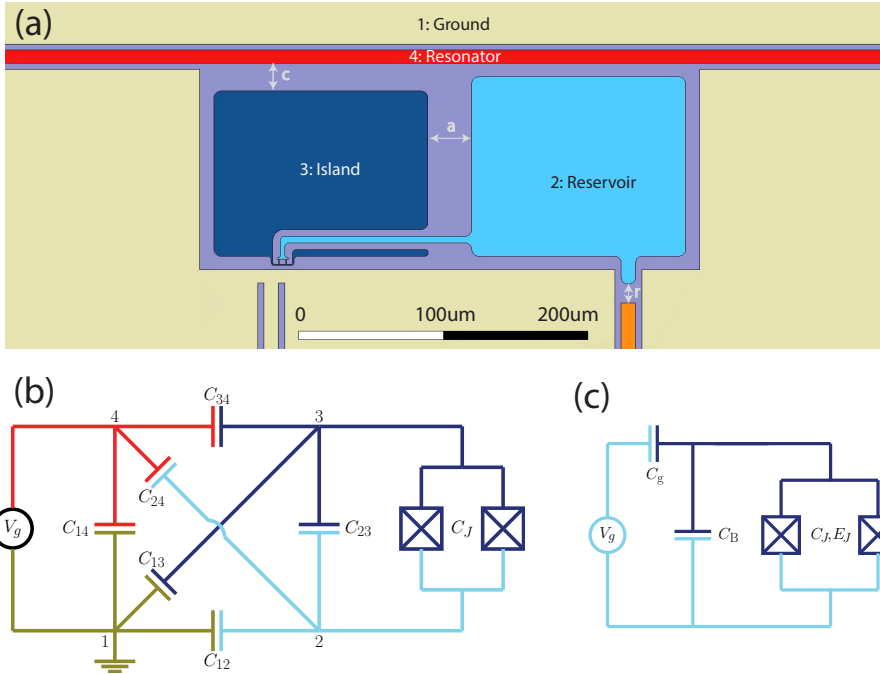 (a)
1: Ground
4: Resonator
c
a
3: Island
2: Reservoir
r
0 100um 200um
(b)
C34
4 3
C24
Vg C14 C23 CJ
C13
1 2
C12
(c)
Cg
Vg CB CJ,EJ